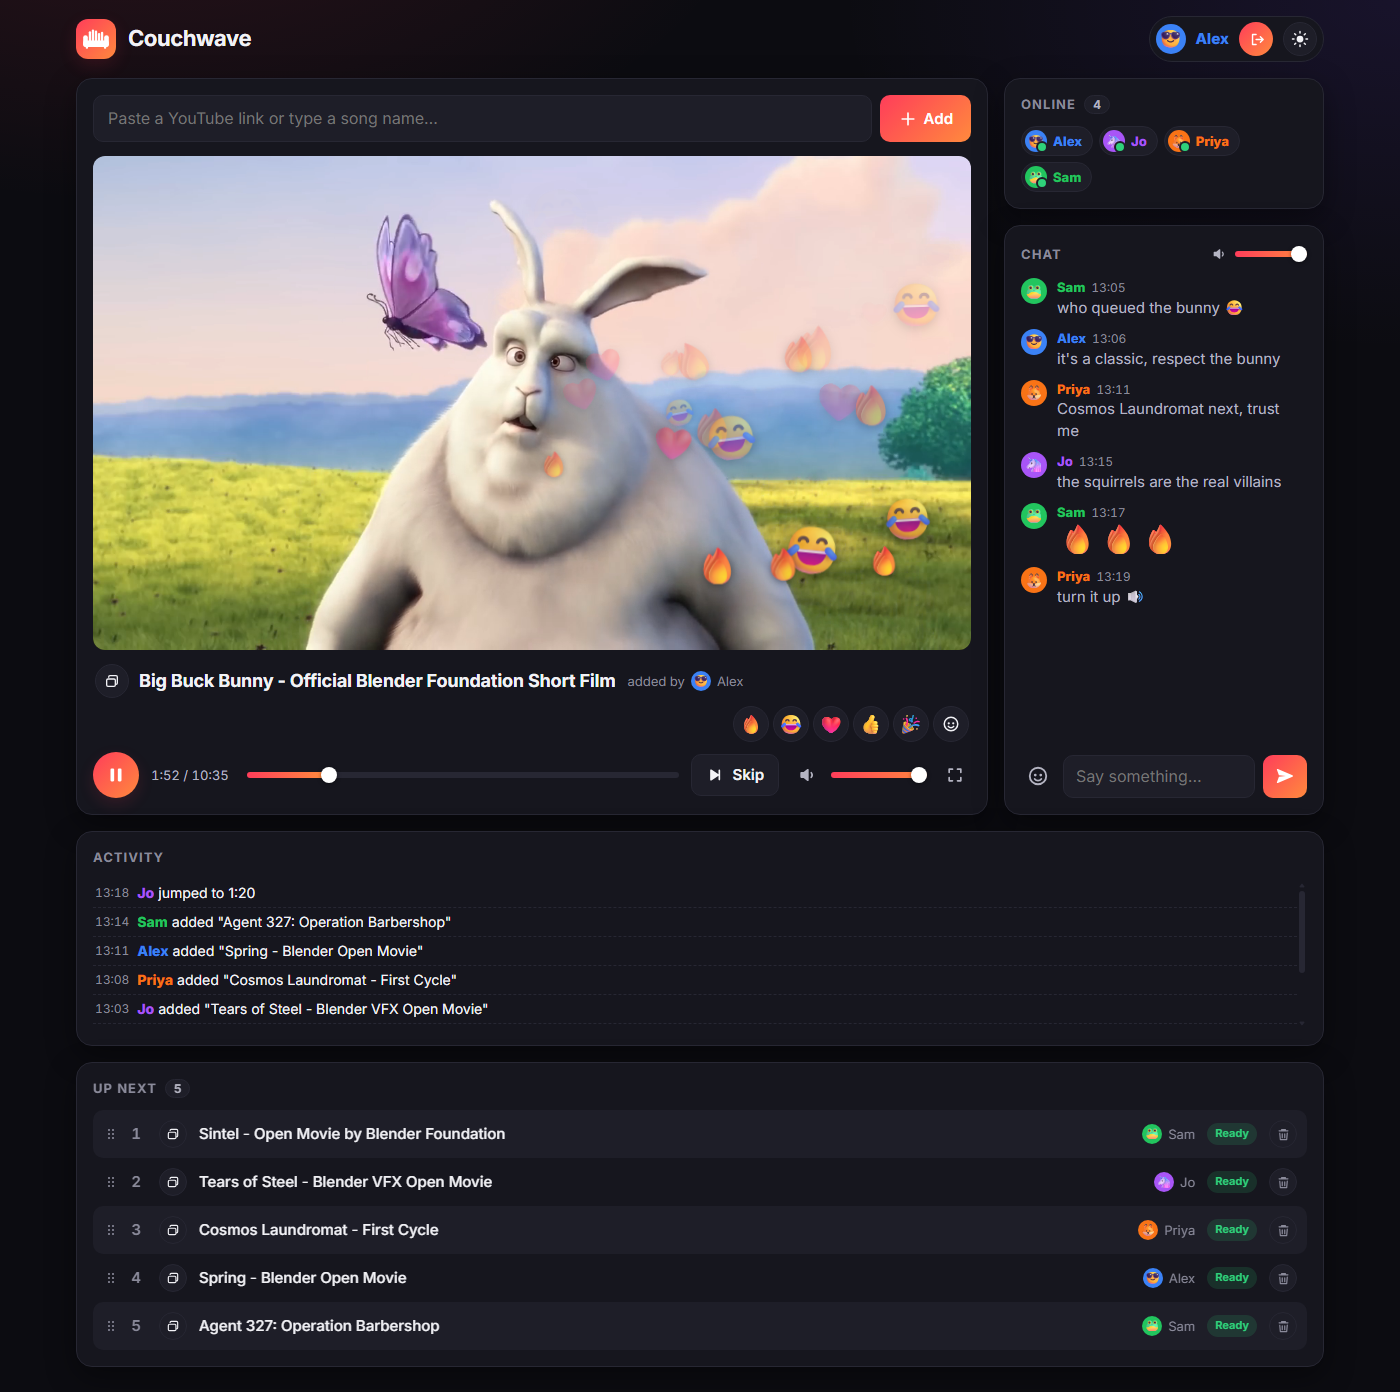 Couchwave
Alex
Paste a YouTube link or type a song name...
Add
Big Buck Bunny - Official Blender Foundation Short Film added by Alex
1:52 / 10:35
Skip
ONLINE 4
Alex Jo Priya
Sam
CHAT
Sam 13:05
who queued the bunny 😂
Alex 13:06
it's a classic, respect the bunny
Priya 13:11
Cosmos Laundromat next, trust
me
Jo 13:15
the squirrels are the real villains
Sam 13:17
🔥 🔥 🔥
Priya 13:19
turn it up 🔊
Say something...
ACTIVITY
13:18 Jo jumped to 1:20
13:14 Sam added "Agent 327: Operation Barbershop"
13:11 Alex added "Spring - Blender Open Movie"
13:08 Priya added "Cosmos Laundromat - First Cycle"
13:03 Jo added "Tears of Steel - Blender VFX Open Movie"
UP NEXT 5
1 Sintel - Open Movie by Blender Foundation Sam Ready
2 Tears of Steel - Blender VFX Open Movie Jo Ready
3 Cosmos Laundromat - First Cycle Priya Ready
4 Spring - Blender Open Movie Alex Ready
5 Agent 327: Operation Barbershop Sam Ready